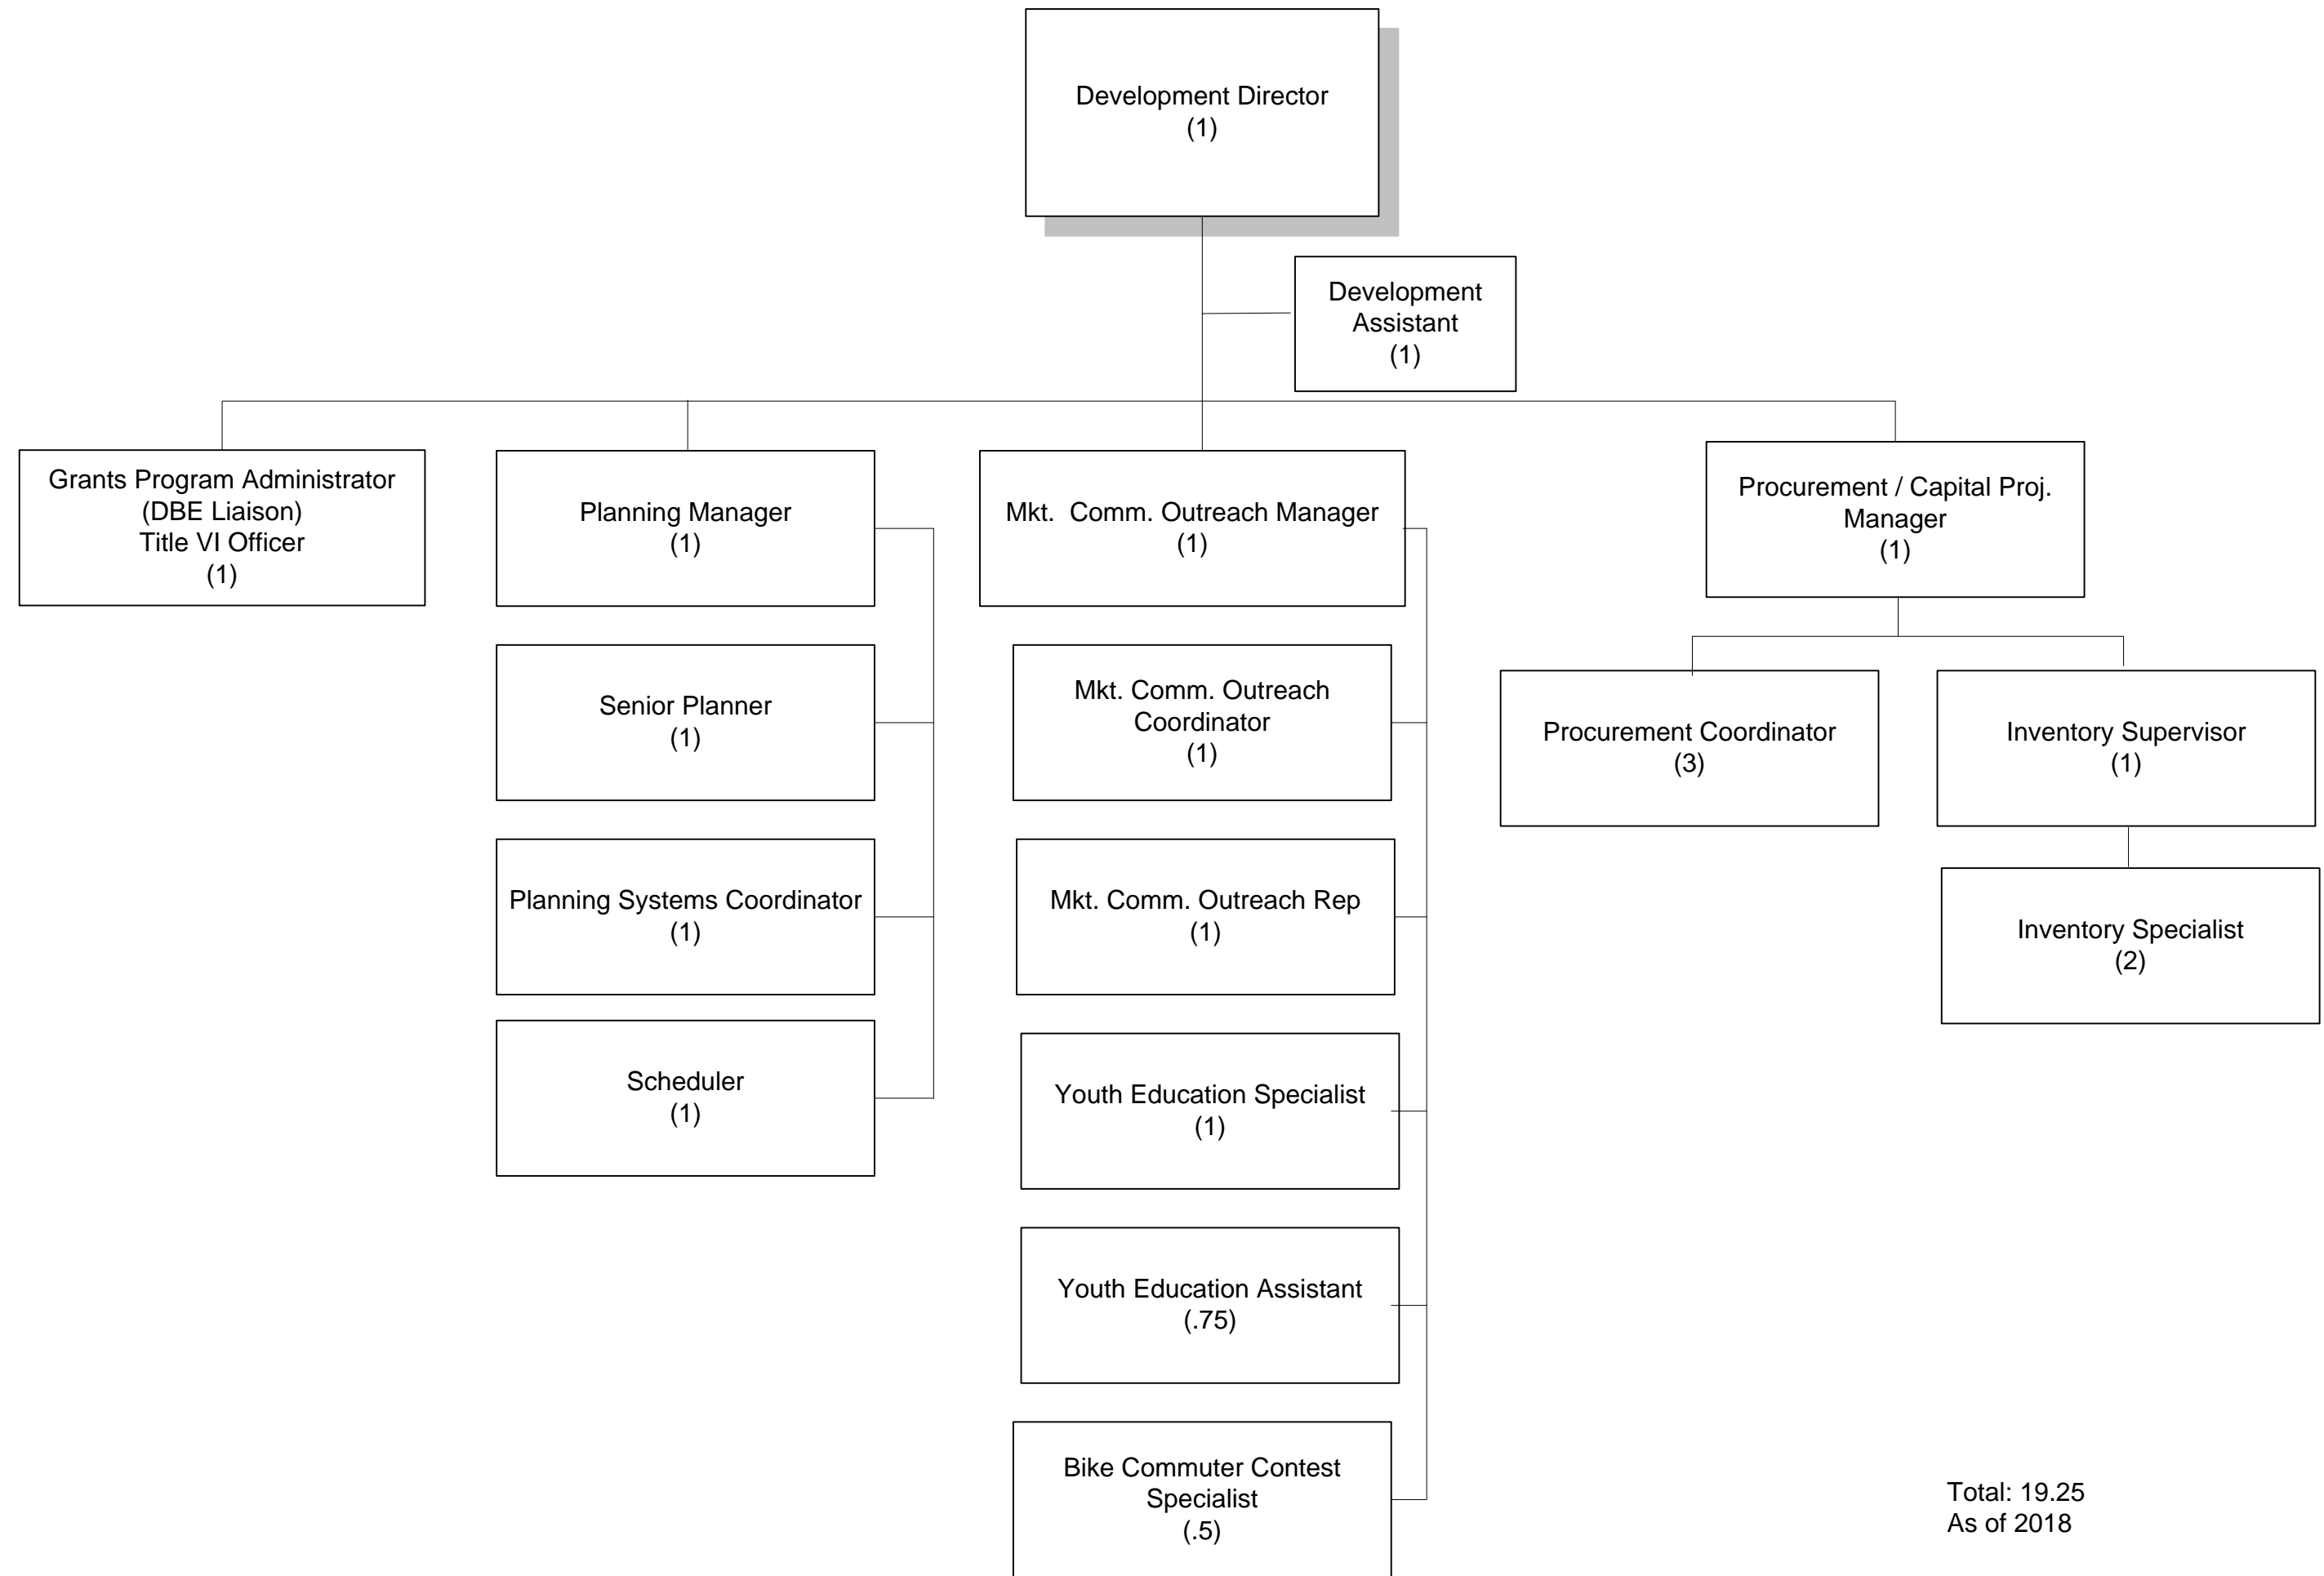 Development Director
(1)
Development
Assistant
(1)
Grants Program Administrator
(DBE Liaison)
Title VI Officer
(1)
Planning Manager
(1)
Mkt.  Comm. Outreach Manager
(1)
Procurement / Capital Proj.
Manager
(1)
Senior Planner
(1)
Mkt. Comm. Outreach
Coordinator
(1)
Procurement Coordinator
(3)
Inventory Supervisor
(1)
Planning Systems Coordinator
(1)
Mkt. Comm. Outreach Rep
(1)
Inventory Specialist
(2)
Scheduler
(1)
Youth Education Specialist
(1)
Youth Education Assistant
(.75)
Bike Commuter Contest
Specialist
(.5)
Total: 19.25
As of 2018